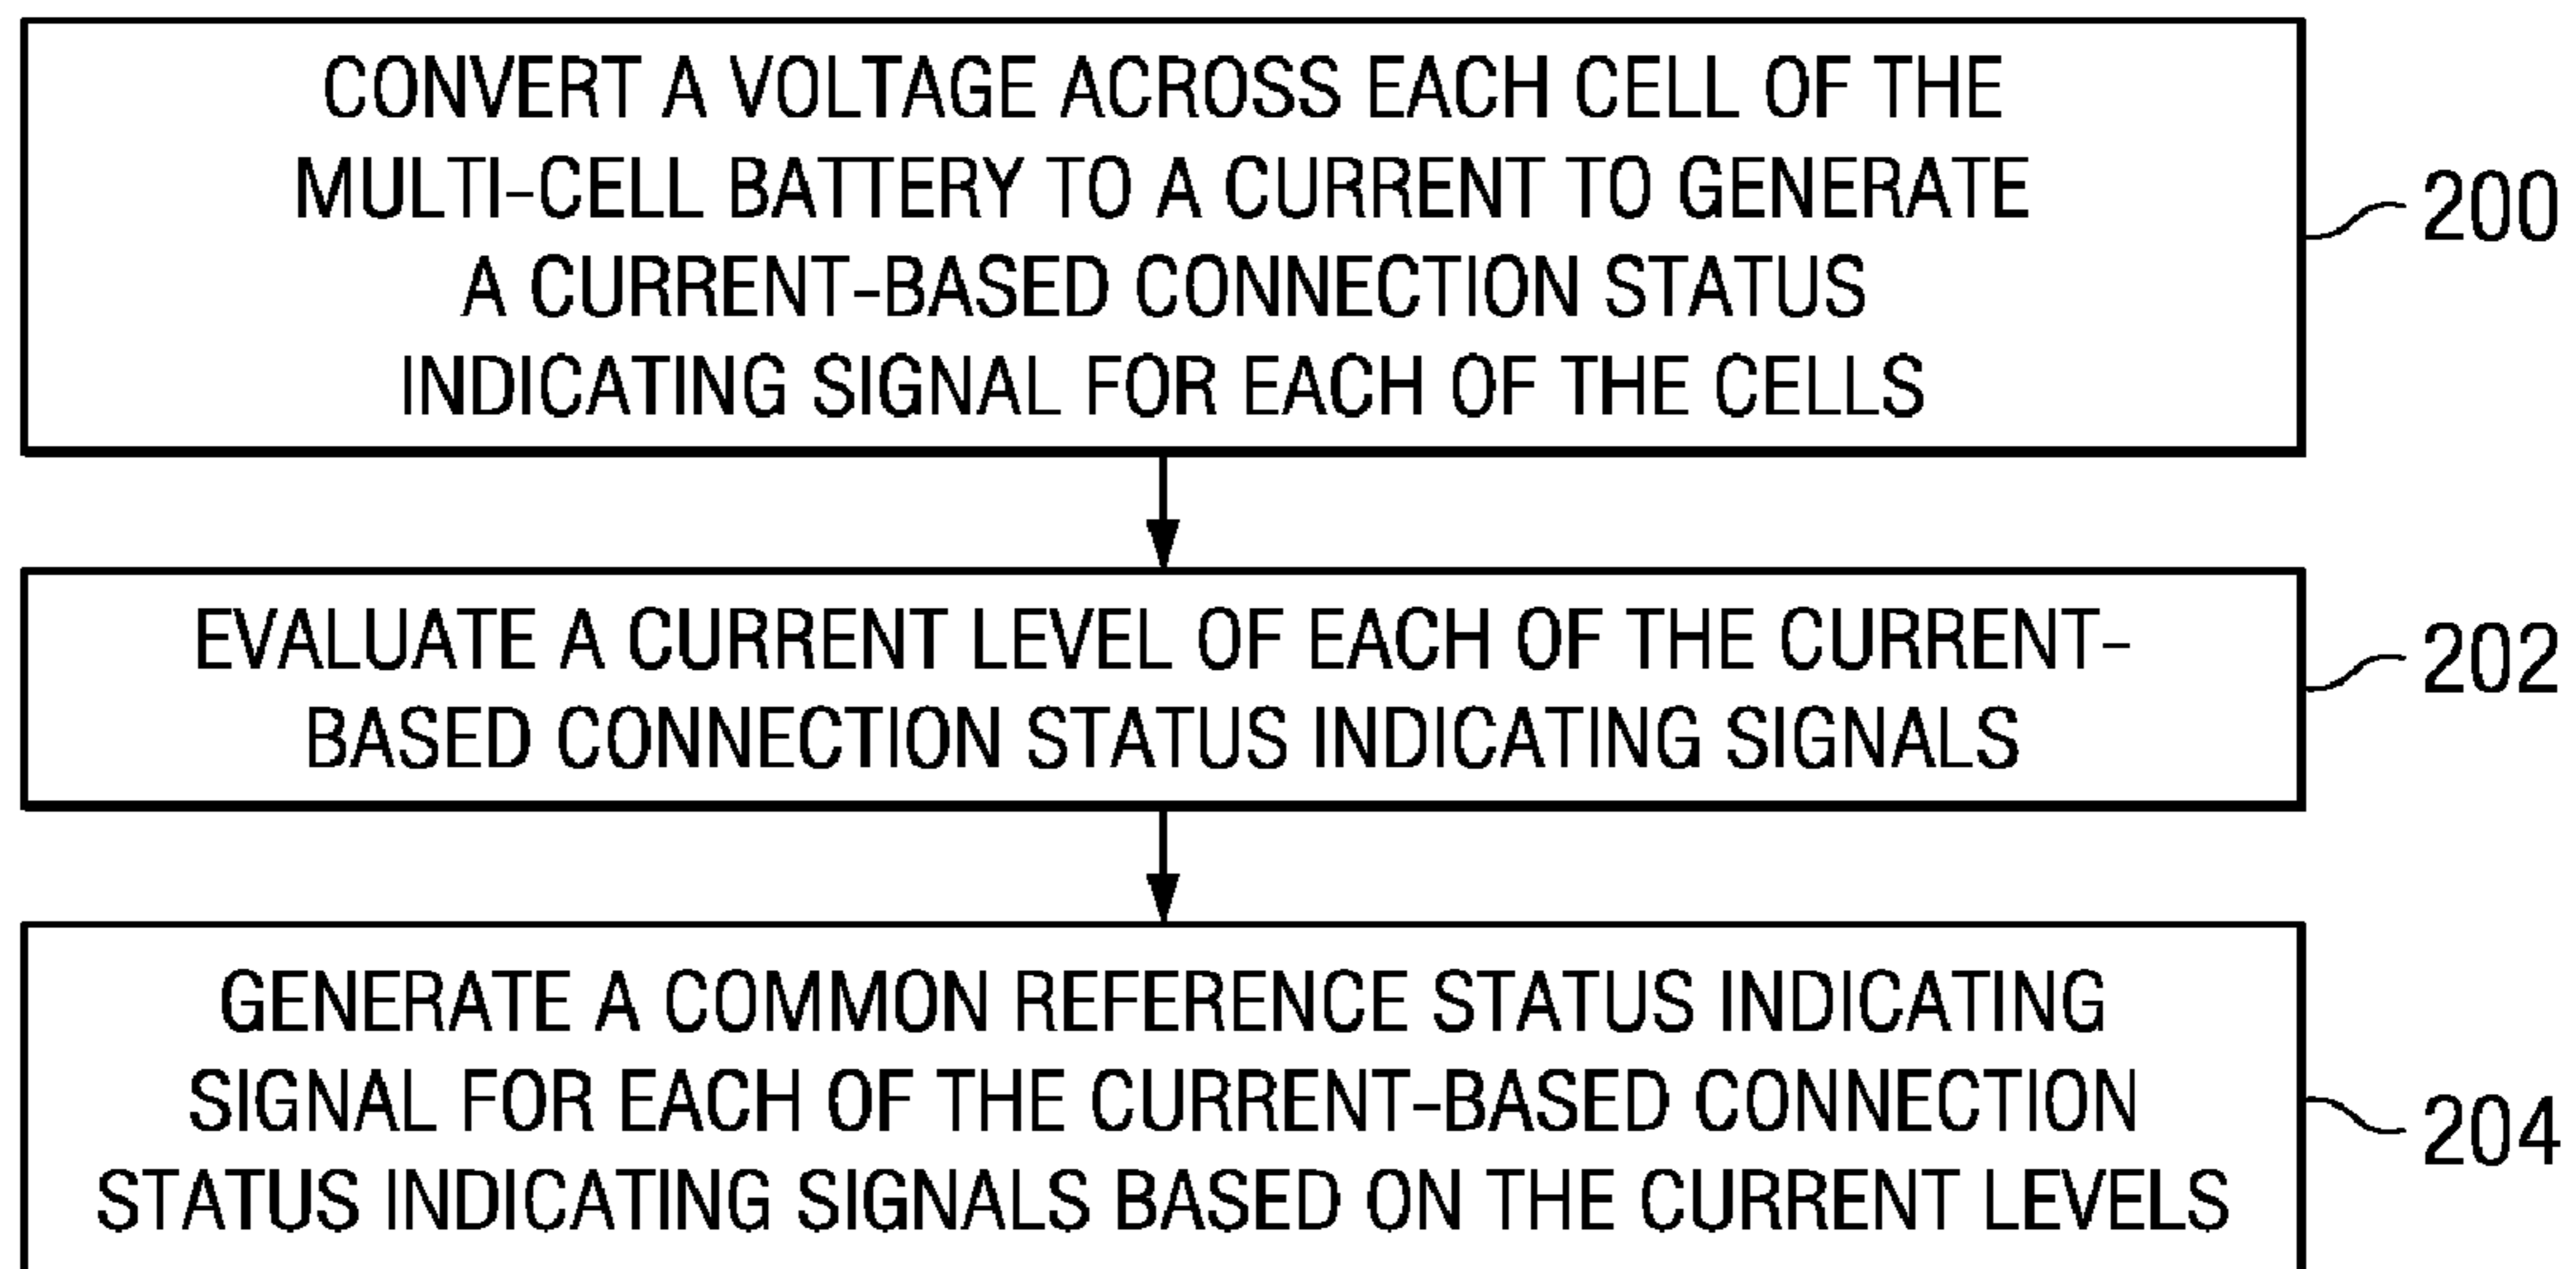 CONVERT A VOLTAGE ACROSS EACH CELL OF THE
MULTI-CELL BATTERY TO A CURRENT TO GENERATE
A CURRENT-BASED CONNECTION STATUS
INDICATING SIGNAL FOR EACH OF THE CELLS
200
EVALUATE A CURRENT LEVEL OF EACH OF THE CURRENT-
BASED CONNECTION STATUS INDICATING SIGNALS
202
GENERATE A COMMON REFERENCE STATUS INDICATING
SIGNAL FOR EACH OF THE CURRENT-BASED CONNECTION
STATUS INDICATING SIGNALS BASED ON THE CURRENT LEVELS
204